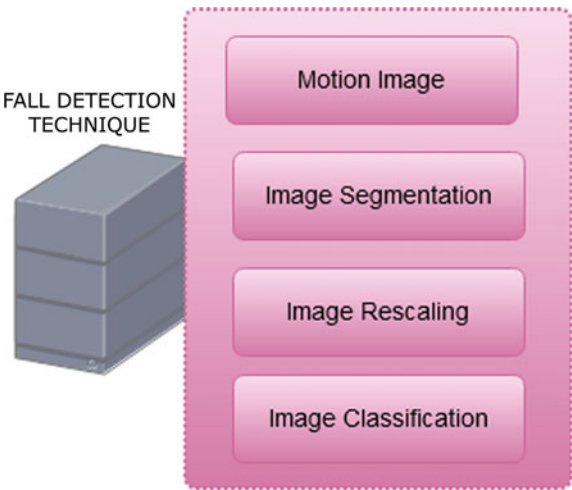 FALL DETECTION
TECHNIQUE
Motion Image
Image Segmentation
Image Rescaling
Image Classification